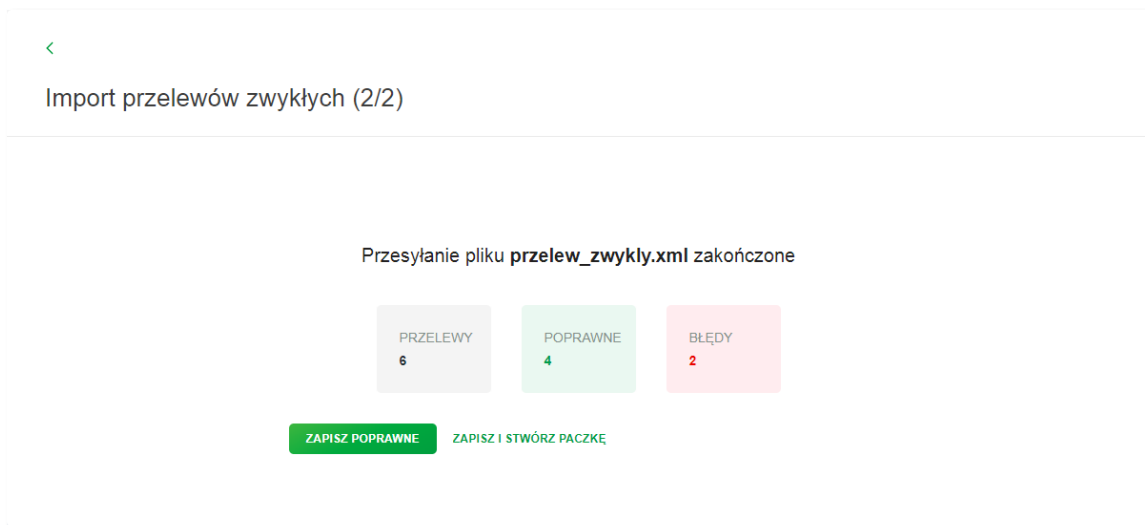 Import przelewów zwykłych (2/2)
Przesyłanie pliku przelew_zwykly.xml zakończone
PRZELEWY POPRAWNE BŁĘDY
6 4 2
ZAPISZ POPRAWNE ZAPISZ I STWÓRZ PACZKĘ